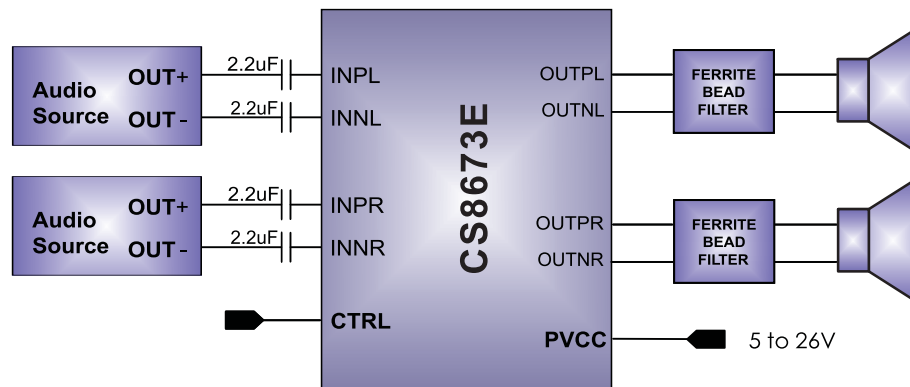 Audio
Source
OUT+
OUT-
2.2uF
2.2uF
INPL
INNL
Audio
Source
OUT+
OUT-
2.2uF
2.2uF
INPR
INNR
CTRL
CS8673E
OUTPL
OUTNL
FERRITE
BEAD
FILTER
OUTPR
OUTNR
FERRITE
BEAD
FILTER
PVCC
5 to 26V